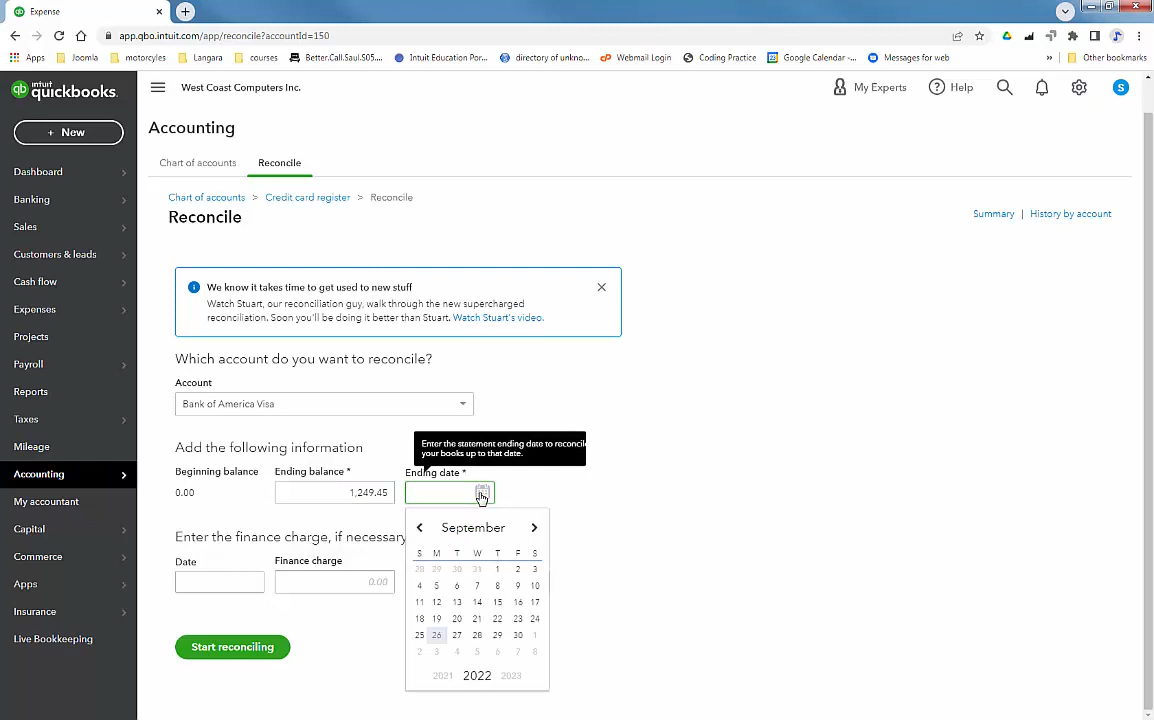 Expense
app.qbo.intuit.com/app/reconcile?accountId=150
Apps Joomla motorcyles Langara courses Better.Call.Saul.S05.... Intuit Education Por... directory of unkno... Webmail Login Coding Practice Google Calendar -... Messages for web » Other bookmarks
intuit quickbooks. West Coast Computers Inc. My Experts Help S
+ New
Dashboard
Banking
Sales
Customers & leads
Cash flow
Expenses
Projects
Payroll
Reports
Taxes
Mileage
Accounting
My accountant
Capital
Commerce
Apps
Insurance
Live Bookkeeping
Accounting
Chart of accounts Reconcile
Chart of accounts > Credit card register > Reconcile
Reconcile
Summary | History by account
We know it takes time to get used to new stuff
Watch Stuart, our reconciliation guy, walk through the new supercharged
reconciliation. Soon you'll be doing it better than Stuart. Watch Stuart's video.
Which account do you want to reconcile?
Account
Bank of America Visa
Add the following information
Enter the statement ending date to reconcile
your books up to that date.
Beginning balance Ending balance * Ending date *
0.00 1,249.45
Enter the finance charge, if necessary
Date Finance charge
0.00
Start reconciling
September
S M T W T F S
28 29 30 31 1 2 3
4 5 6 7 8 9 10
11 12 13 14 15 16 17
18 19 20 21 22 23 24
25 26 27 28 29 30 1
2 3 4 5 6 7 8
2021 2022 2023